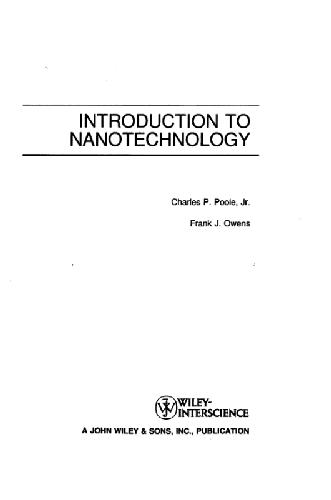 INTRODUCTION TO
NANOTECHNOLOGY
Charles P. Poole, Jr.
Frank J. Owens
WILEY-
INTERSCIENCE
A JOHN WILEY & SONS, INC., PUBLICATION